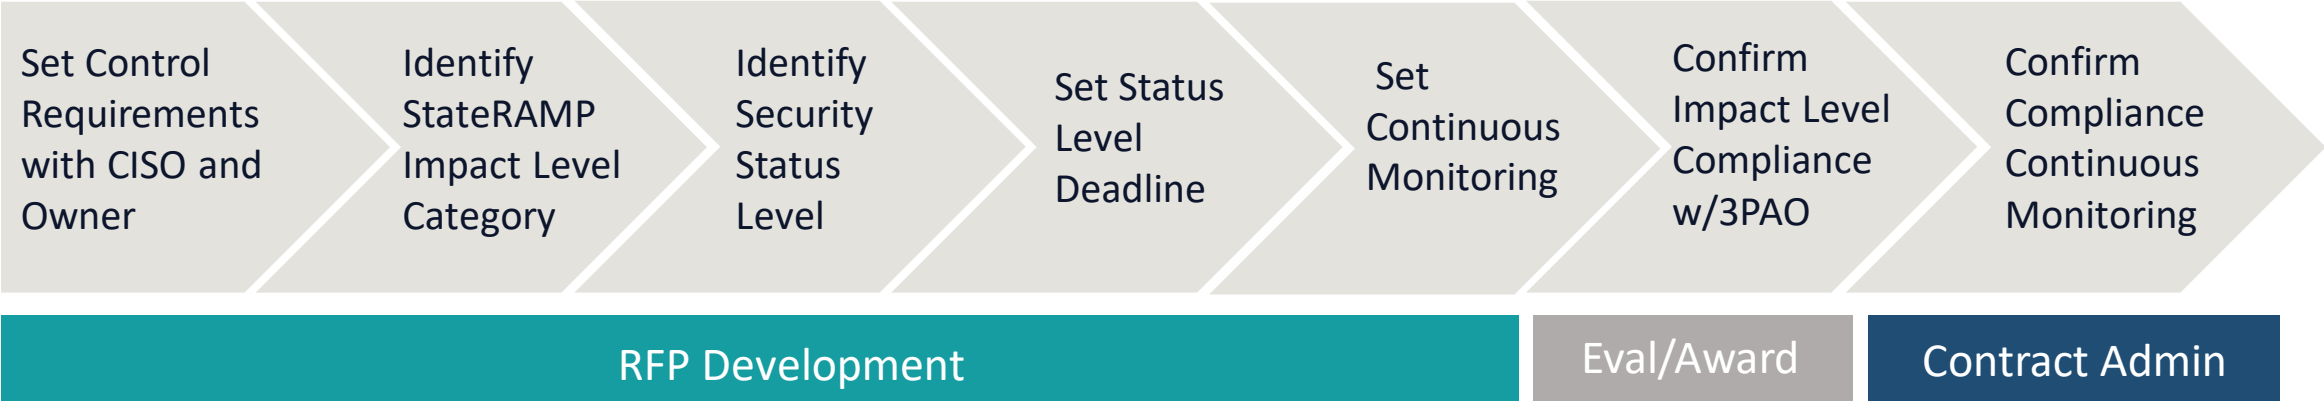 Set Control
Requirements
with CISO and
Owner
Identify
StateRAMP
Impact Level
Category
Identify
Security
Status
Level
Set Status
Level
Deadline
Set
Continuous
Monitoring
Confirm
Impact Level
Compliance
w/3PAO
Confirm
Compliance
Continuous
Monitoring
RFP Development
Eval/Award
Contract Admin